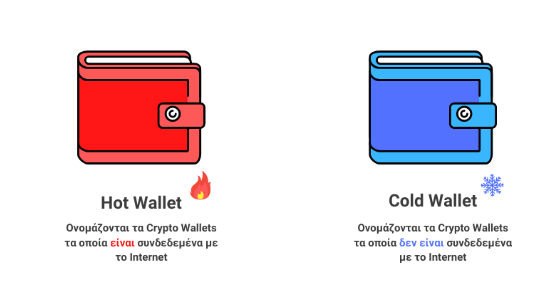 Hot Wallet
Ονομάζονται τα Crypto Wallets
τα οποία είναι συνδεδεμένα με
το Internet
Cold Wallet
Ονομάζονται τα Crypto Wallets
τα οποία δεν είναι συνδεδεμένα
με το Internet